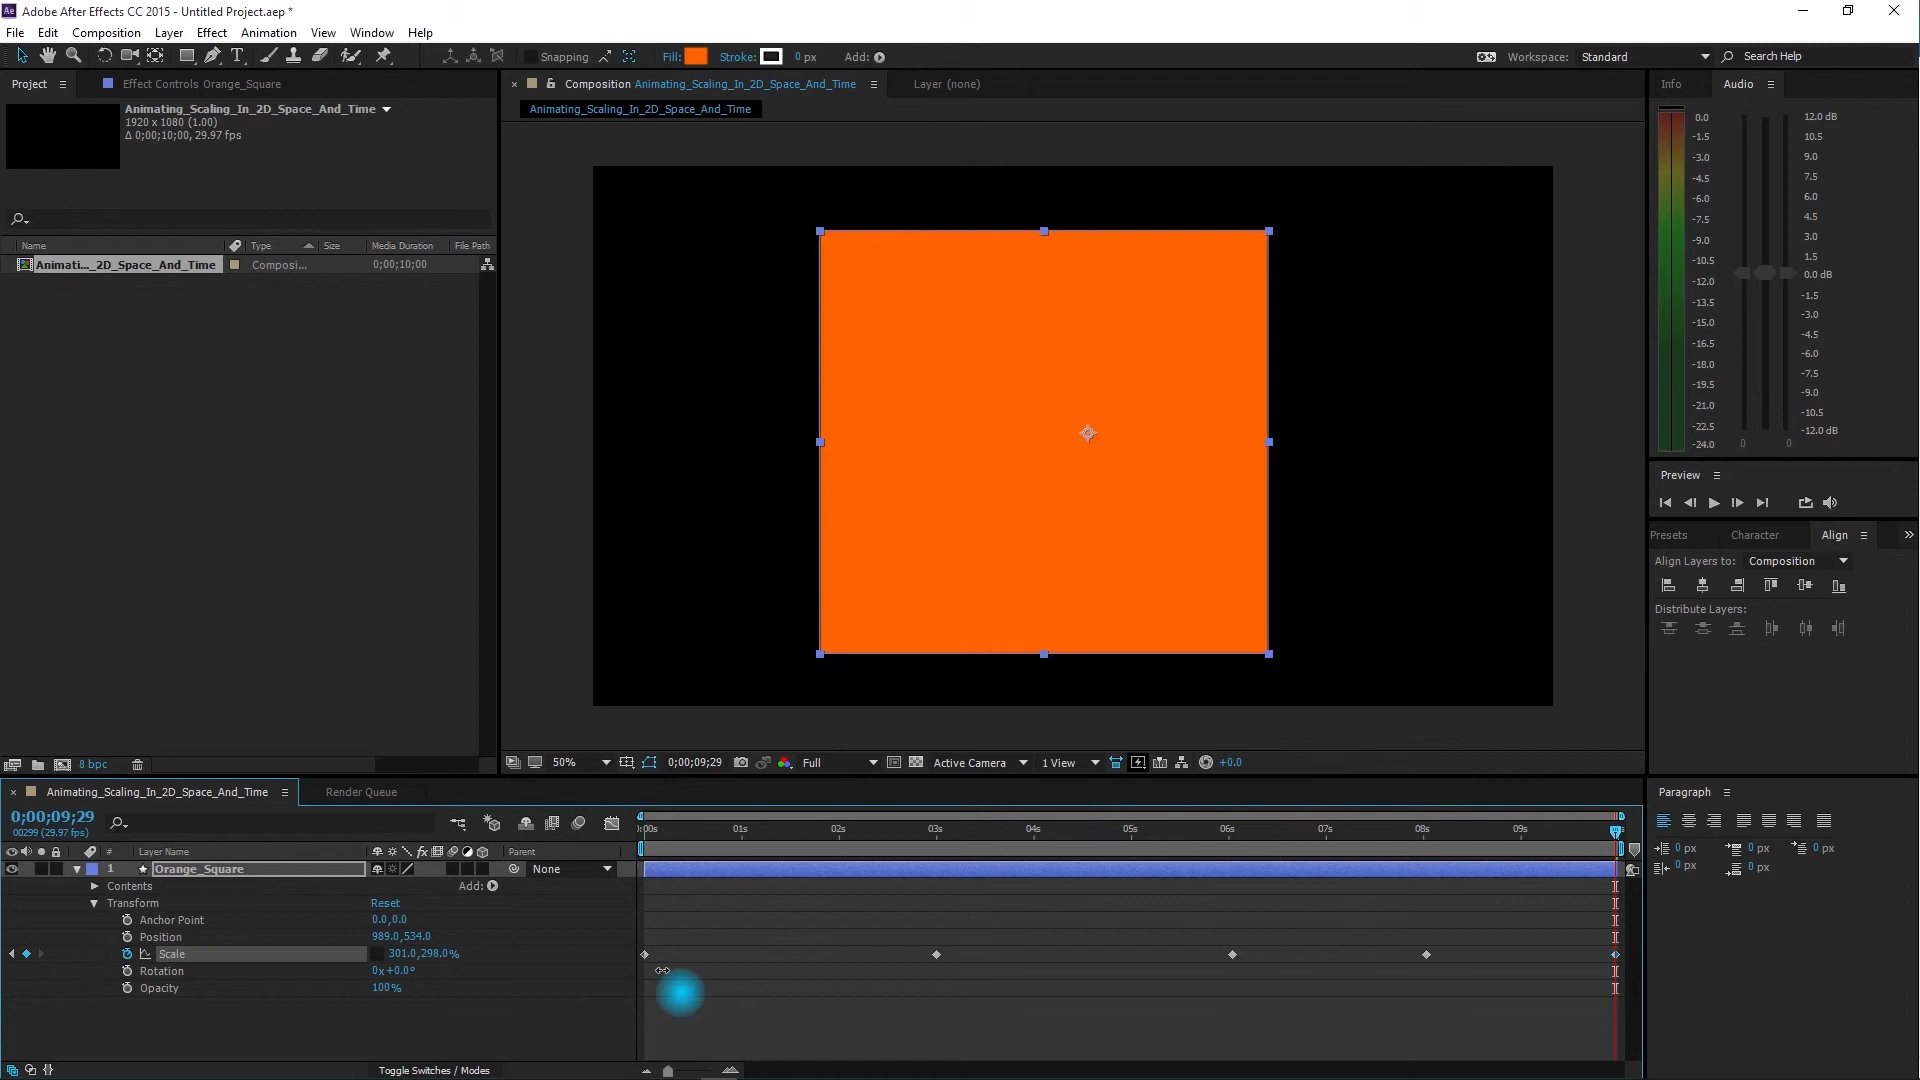 Adobe After Effects CC 2015 - Untitled Project.aep *
File Edit Composition Layer Effect Animation View Window Help
Snapping Fill: Stroke: 0 px Add: Workspace: Standard Search Help
Project Effect Controls Orange_Square
Animating_Scaling_In_2D_Space_And_Time
1920 x 1080 (1.00)
Δ 0;00;10;00, 29.97 fps
Name Type Size Media Duration File Path
Animati..._2D_Space_And_Time Composi... 0;00;10;00
8 bpc
Composition Animating_Scaling_In_2D_Space_And_Time Layer (none)
Animating_Scaling_In_2D_Space_And_Time
50% 0;00;09;29 Full Active Camera 1 View +0.0
Info Audio
0.0
-1.5
-3.0
-4.5
-6.0
-7.5
-9.0
-10.5
-12.0
-13.5
-15.0
-16.5
-18.0
-19.5
-21.0
-22.5
-24.0
12.0 dB
10.5
9.0
7.5
6.0
4.5
3.0
1.5
0.0 dB
-1.5
-3.0
-4.5
-6.0
-7.5
-9.0
-10.5
-12.0 dB
0 0
Preview
Presets Character Align
Align Layers to: Composition
Distribute Layers:
Animating_Scaling_In_2D_Space_And_Time Render Queue
0;00;09;29
00299 (29.97 fps)
# Layer Name fx Parent
1 Orange_Square None
Contents Add:
Transform Reset
Anchor Point 0.0,0.0
Position 989.0,534.0
Scale 301.0,298.0%
Rotation 0x+0.0°
Opacity 100%
Toggle Switches / Modes
):00s 01s 02s 03s 04s 05s 06s 07s 08s 09s
Paragraph
0 px 0 px 0 px
0 px 0 px